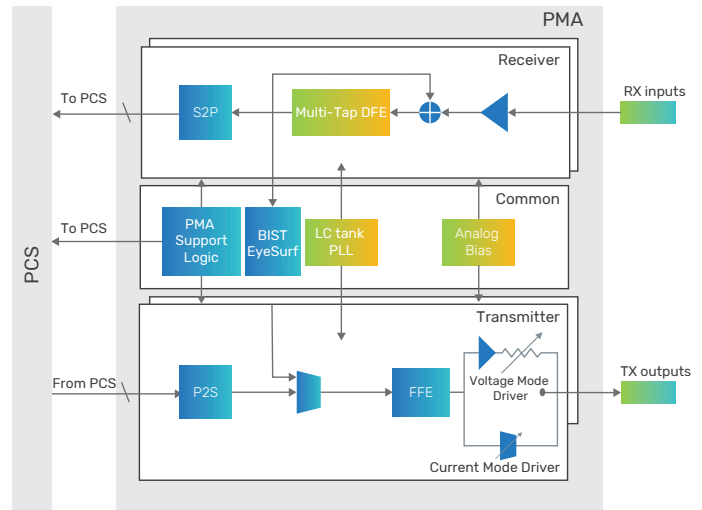 PMA
Receiver
RX inputs
To PCS
S2P
Multi-Tap DFE
Common
To PCS
PMA
Support
Logic
BIST
EyeSurf
LC tank
PLL
Analog
Bias
PCS
Transmitter
From PCS
P2S
FFE
Voltage Mode
Driver
TX outputs
Current Mode Driver